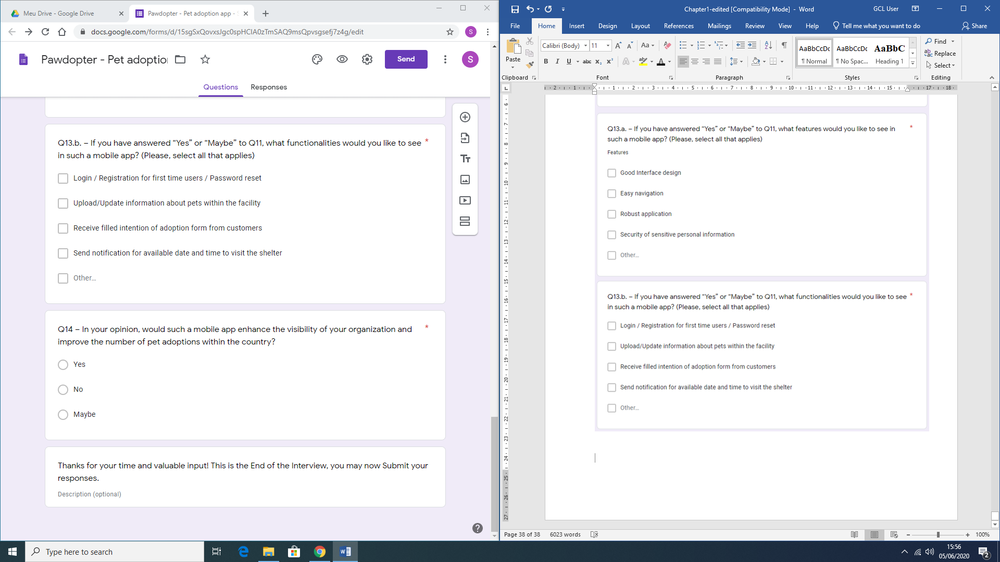 Meu Drive - Google Drive
Pawdopter - Pet adoption app -
docs.google.com/forms/d/15sgSxQovxsJgc0spHClA0zTmSAQ9msQpvsgsefj7z4g/edit
S
Pawdopter - Pet adoptio
Send
S
Questions
Responses
Q13.b. – If you have answered “Yes” or “Maybe” to Q11, what functionalities would you like to see *
in such a mobile app? (Please, select all that applies)
Login / Registration for first time users / Password reset
Upload/Update information about pets within the facility
Receive filled intention of adoption form from customers
Send notification for available date and time to visit the shelter
Other...
Q14 – In your opinion, would such a mobile app enhance the visibility of your organization and *
improve the number of pet adoptions within the country?
Yes
No
Maybe
Thanks for your time and valuable input! This is the End of the Interview, you may now Submit your
responses.
Description (optional)
Chapter1-edited [Compatibility Mode] - Word
GCL User
File Home Insert Design Layout References Mailings Review View Help Tell me what you want to do Share
Paste
Clipboard
Calibri (Body) 11
Font
Paragraph
AaBbCcDc AaBbCcDc AaBbC
¶ Normal ¶ No Spac... Heading 1
Styles
Find
Replace
Select
Editing
Q13.a. – If you have answered “Yes” or “Maybe” to Q11, what features would you like to see in *
such a mobile app? (Please, select all that applies)
Features
Good Interface design
Easy navigation
Robust application
Security of sensitive personal information
Other...
Q13.b. – If you have answered “Yes” or “Maybe” to Q11, what functionalities would you like to see *
in such a mobile app? (Please, select all that applies)
Login / Registration for first time users / Password reset
Upload/Update information about pets within the facility
Receive filled intention of adoption form from customers
Send notification for available date and time to visit the shelter
Other...
Page 38 of 38 6023 words
100%
Type here to search
15:56
05/06/2020
2